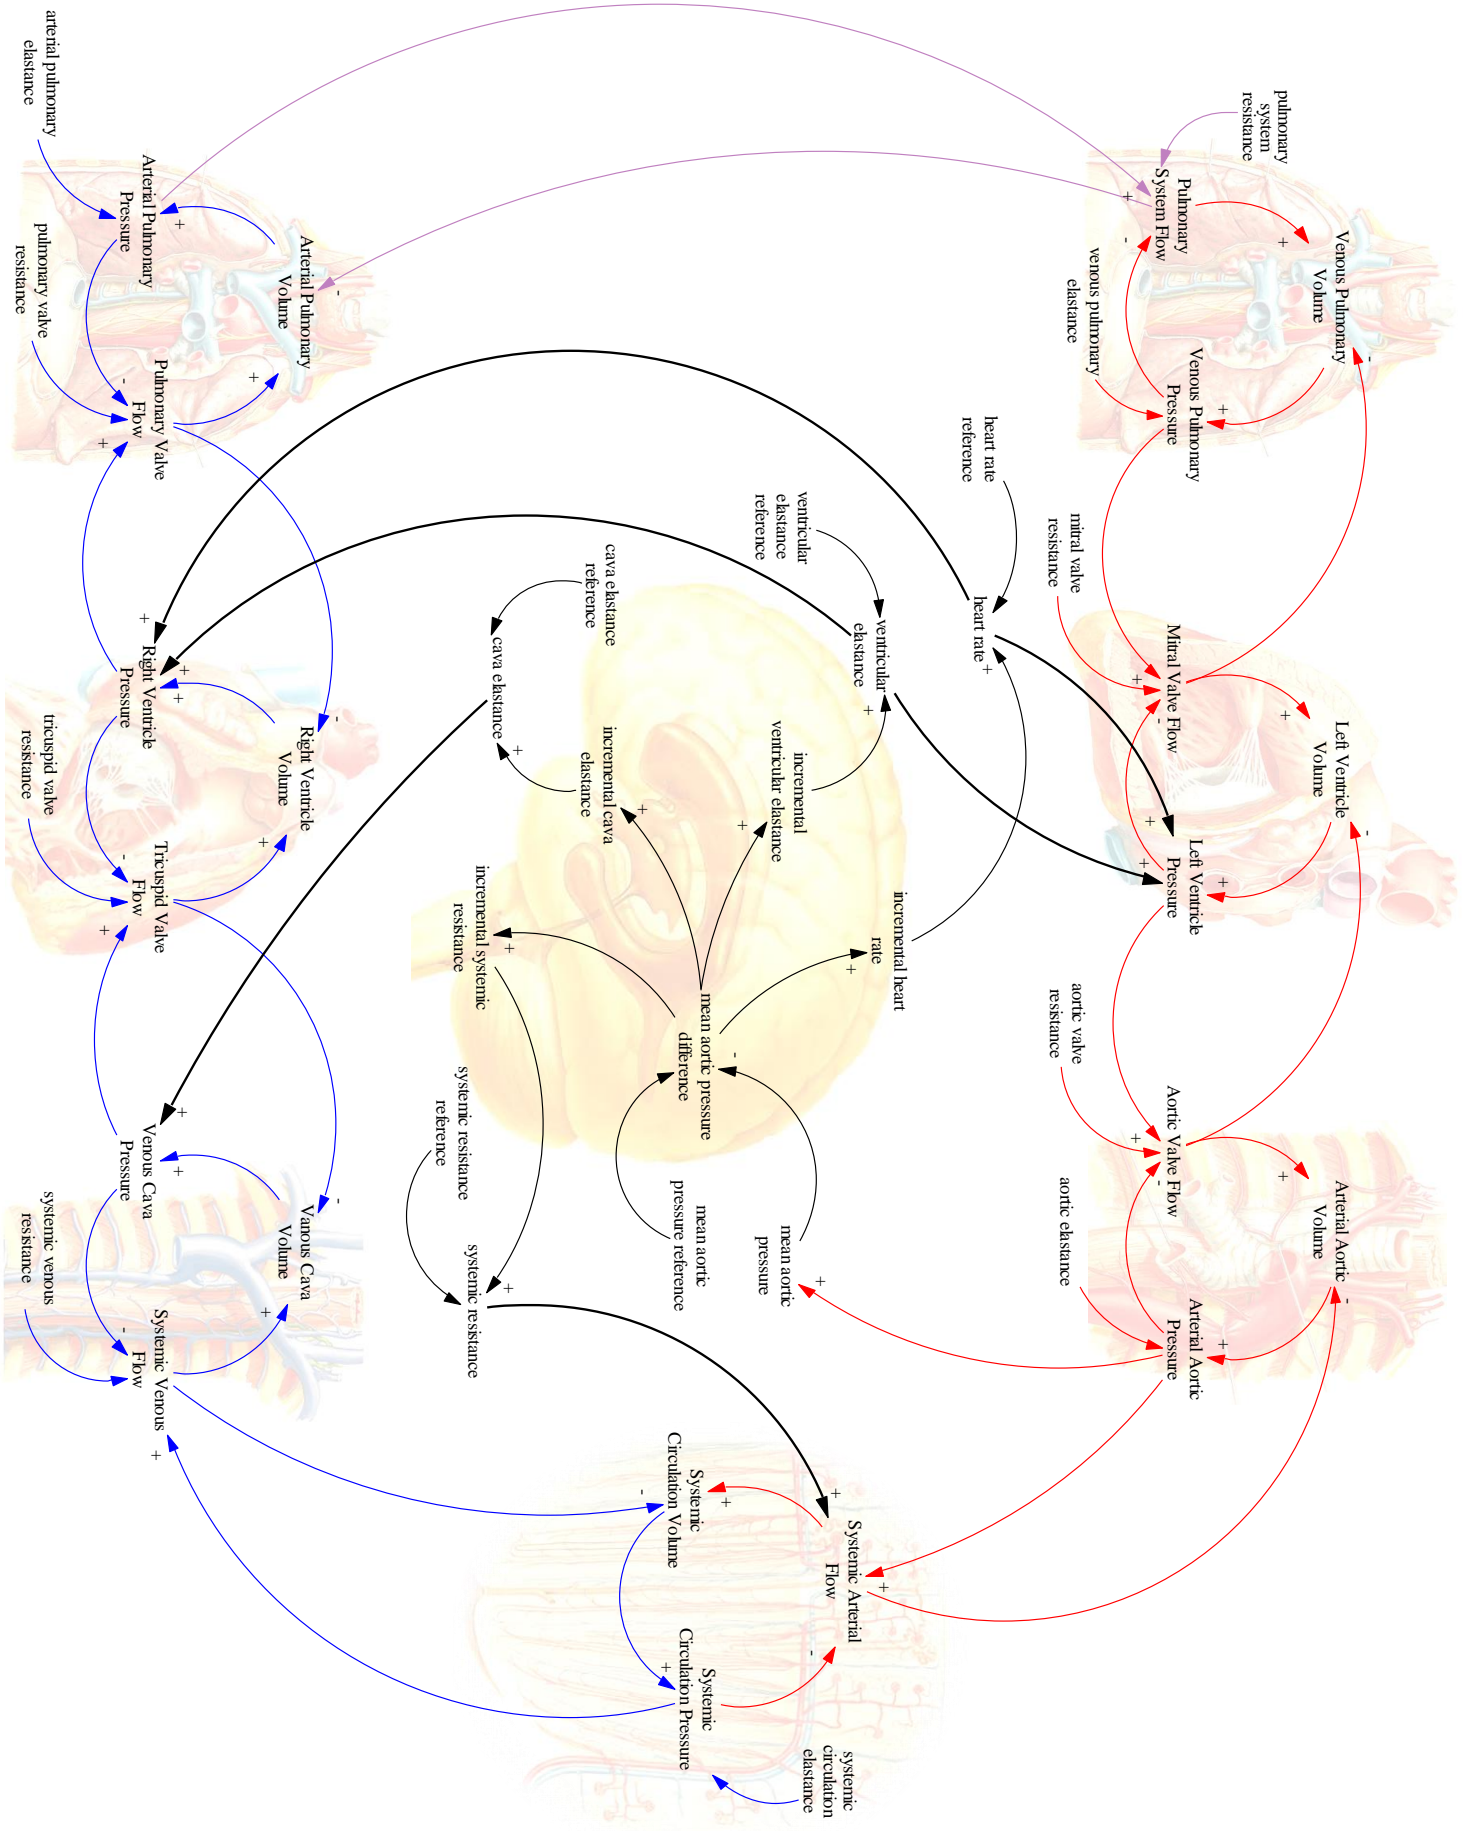 Venous Pulmonary
Volume
Left Ventricle
Volume
Arterial Aortic
Volume
pulmonary
system
resistance
Pulmonary
System Flow
Venous Pulmonary
Pressure
Mitral Valve Flow
Left Ventricle
Pressure
Aortic Valve Flow
Arterial Aortic
Pressure
venous pulmonary
elastance
mitral valve
resistance
aortic valve
resistance
aortic elastance
heart rate
reference
heart rate
incremental heart
rate
ventricular
elastance
ventricular
elastance
reference
incremental
ventricular elastance
mean aortic
pressure
Systemic Arterial
Flow
systemic
circulation
elastance
mean aortic pressure
difference
mean aortic
pressure reference
Systemic
Circulation Volume
Systemic
Circulation Pressure
cava elastance
reference
incremental cava
elastance
cava elastance
incremental systemic
resistance
systemic resistance
reference
systemic resistance
Arterial Pulmonary
Volume
Right Ventricle
Volume
Vanous Cava
Volume
Arterial Pulmonary
Pressure
Pulmonary Valve
Flow
Right Ventricle
Pressure
Tricuspid Valve
Flow
Venous Cava
Pressure
Systemic Venous
Flow
arterial pulmonary
elastance
pulmonary valve
resistance
tricuspid valve
resistance
systemic venous
resistance